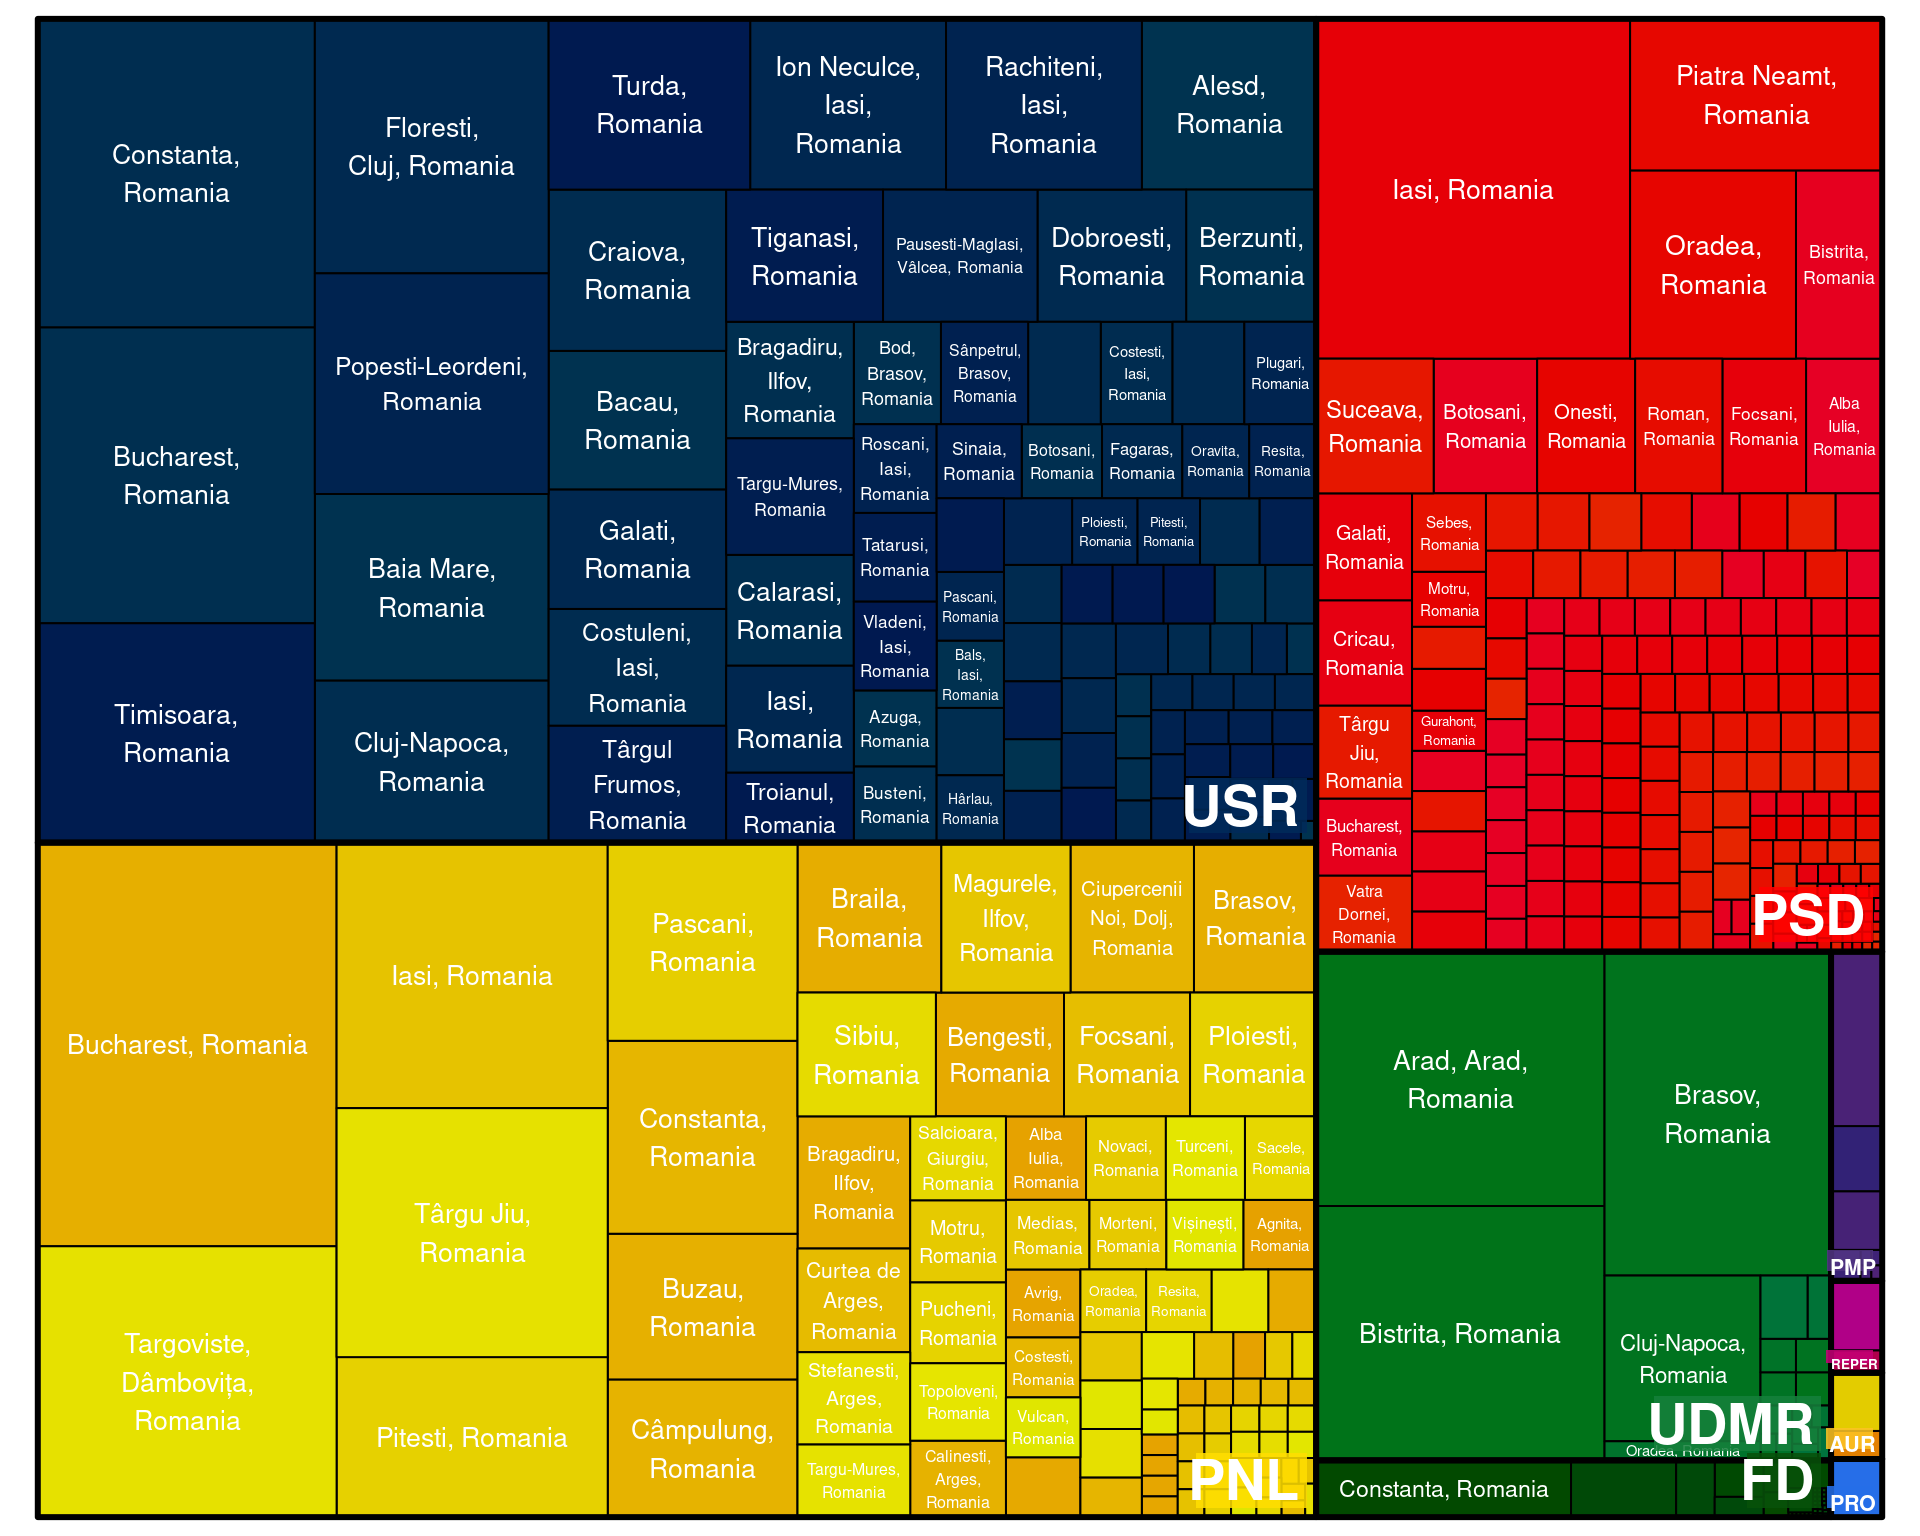 Constanta,
Romania
Bucharest,
Romania
Timisoara,
Romania
Floresti,
Cluj, Romania
Popesti-Leordeni,
Romania
Baia Mare,
Romania
Cluj-Napoca,
Romania
Turda,
Romania
Ion Neculce,
Iasi,
Romania
Rachiteni,
Iasi,
Romania
Alesd,
Romania
Craiova,
Romania
Bacau,
Romania
Galati,
Romania
Costuleni,
Iasi,
Romania
Târgul
Frumos,
Romania
Tiganasi,
Romania
Pausesti-Maglasi,
Vâlcea, Romania
Dobroesti,
Romania
Berzunti,
Romania
Bragadiru,
Ilfov,
Romania
Targu-Mures,
Romania
Calarasi,
Romania
Iasi,
Romania
Troianul,
Romania
Bod,
Brasov,
Romania
Sânpetrul,
Brasov,
Romania
Costesti,
Iasi,
Romania
Plugari,
Romania
Roscani,
Iasi,
Romania
Tatarusi,
Romania
Vladeni,
Iasi,
Romania
Azuga,
Romania
Busteni,
Romania
Sinaia,
Romania
Botosani,
Romania
Fagaras,
Romania
Oravita,
Romania
Resita,
Romania
Ploiesti,
Romania
Pitesti,
Romania
Pascani,
Romania
Bals,
Iasi,
Romania
Hârlau,
Romania
USR
Iasi, Romania
Piatra Neamt,
Romania
Oradea,
Romania
Bistrita,
Romania
Suceava,
Romania
Botosani,
Romania
Onesti,
Romania
Roman,
Romania
Focsani,
Romania
Alba
Iulia,
Romania
Galati,
Romania
Cricau,
Romania
Târgu
Jiu,
Romania
Bucharest,
Romania
Vatra
Dornei,
Romania
Sebes,
Romania
Motru,
Romania
Gurahont,
Romania
PSD
Bucharest, Romania
Targoviste,
Dâmbovița,
Romania
Iasi, Romania
Târgu Jiu,
Romania
Pitesti, Romania
Pascani,
Romania
Constanta,
Romania
Buzau,
Romania
Câmpulung,
Romania
Braila,
Romania
Magurele,
Ilfov,
Romania
Ciupercenii
Noi, Dolj,
Romania
Brasov,
Romania
Sibiu,
Romania
Bengesti,
Romania
Focsani,
Romania
Ploiesti,
Romania
Bragadiru,
Ilfov,
Romania
Curtea de
Arges,
Romania
Stefanesti,
Arges,
Romania
Targu-Mures,
Romania
Salcioara,
Giurgiu,
Romania
Motru,
Romania
Pucheni,
Romania
Topoloveni,
Romania
Calinesti,
Arges,
Romania
Alba
Iulia,
Romania
Novaci,
Romania
Turceni,
Romania
Sacele,
Romania
Medias,
Romania
Morteni,
Romania
Vișinești,
Romania
Agnita,
Romania
Avrig,
Romania
Oradea,
Romania
Resita,
Romania
Costesti,
Romania
Vulcan,
Romania
PNL
Arad, Arad,
Romania
Bistrita, Romania
Brasov,
Romania
Cluj-Napoca,
Romania
Oradea, Romania
UDMR
Constanta, Romania
FD
PMP
REPER
AUR
PRO